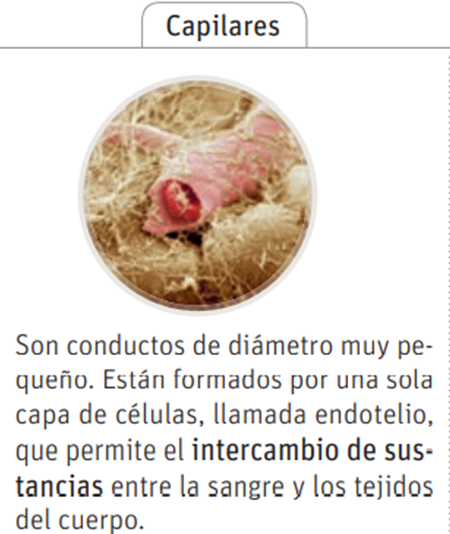 Capilares
Son conductos de diámetro muy pe-
queño. Están formados por una sola
capa de células, llamada endotelio,
que permite el intercambio de sus-
tancias entre la sangre y los tejidos
del cuerpo.